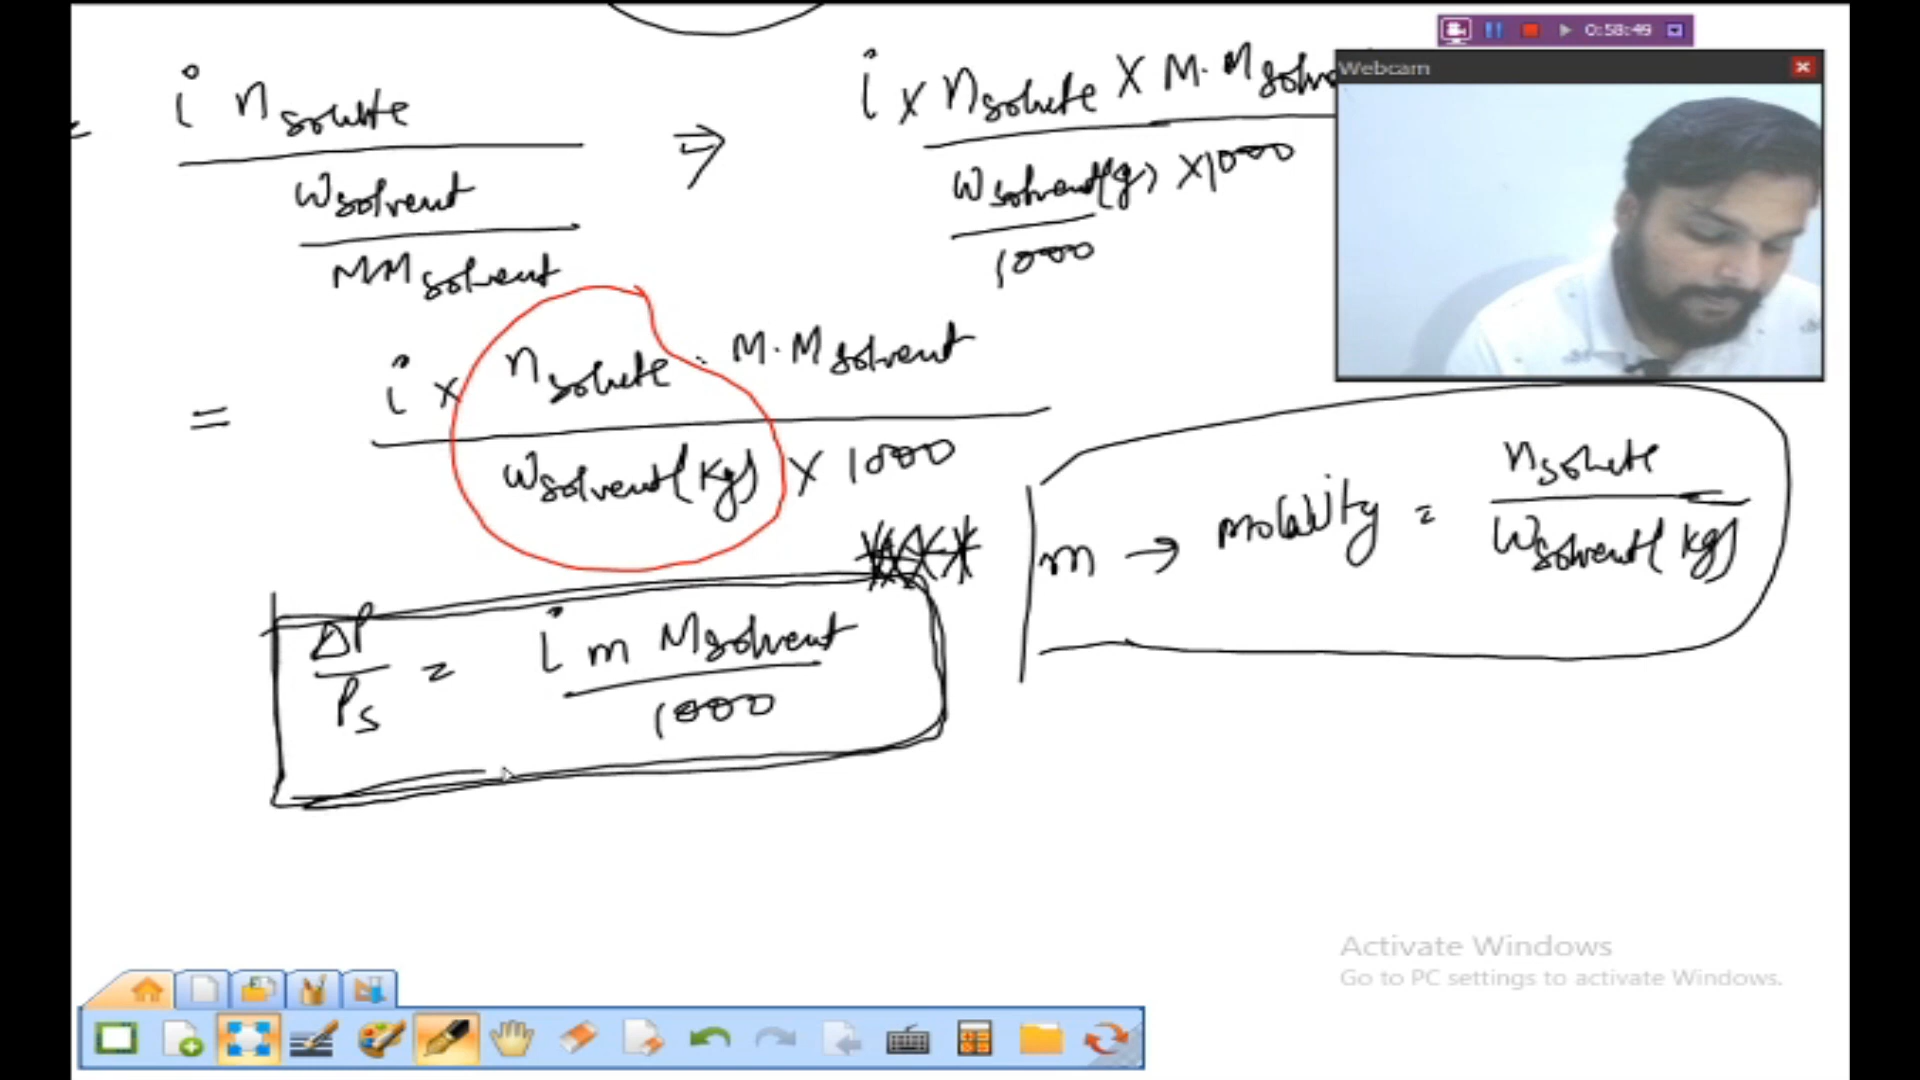 0:58:49
Webcam
= i n solute / W solvent / MM solvent ⇒ i × n solute × M.M solve / W solvent(g) × 1000 / 1000
= i × n solute . M.M solvent / W solvent(kg) × 1000
m → molality = n solute / W solvent(kg)
ΔP / Ps = i m M solvent / 1000
Activate Windows
Go to PC settings to activate Windows.